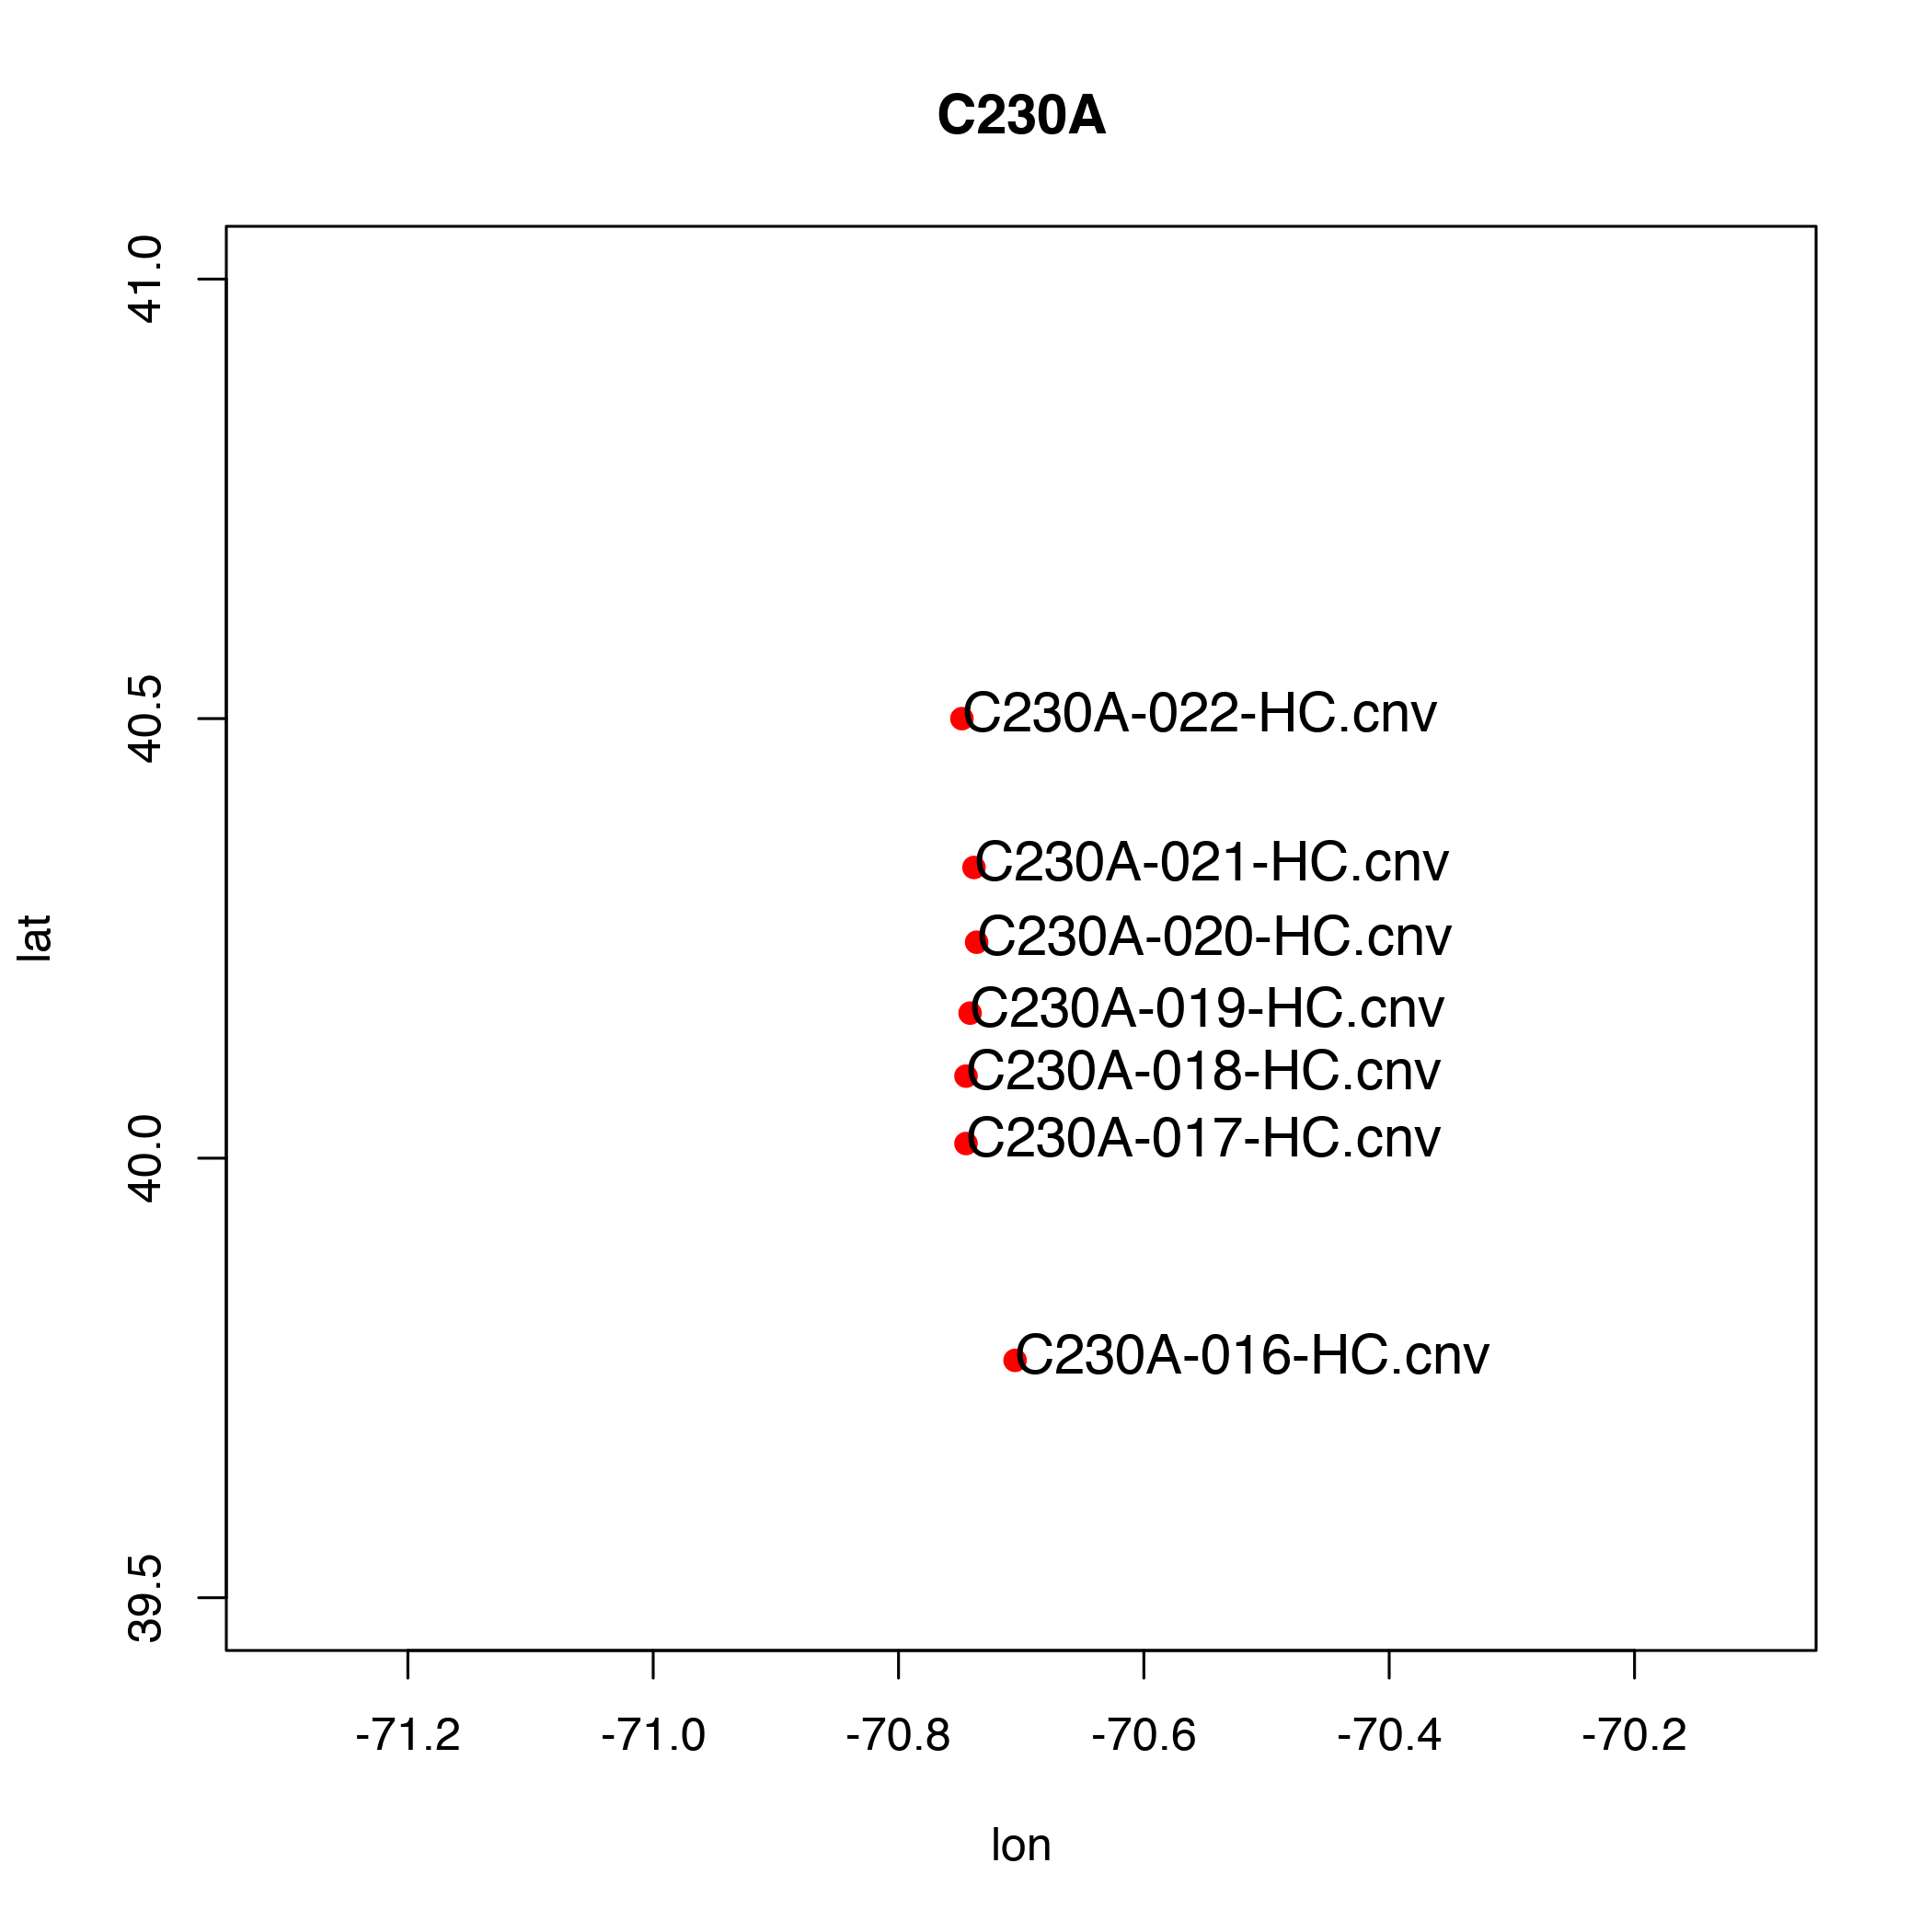 C230A
41.0
40.5
40.0
39.5
lat
C230A-022-HC.cnv
C230A-021-HC.cnv
C230A-020-HC.cnv
C230A-019-HC.cnv
C230A-018-HC.cnv
C230A-017-HC.cnv
C230A-016-HC.cnv
-71.2 -71.0 -70.8 -70.6 -70.4 -70.2
lon